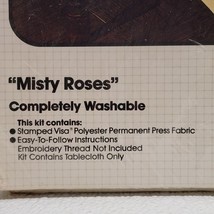 "Misty Roses"
Completely Washable
This kit contains:
● Stamped Visa® Polyester Permanent Press Fabric
● Easy-To-Follow Instructions
Embroidery Thread Not Included
Kit Contains Tablecloth Only